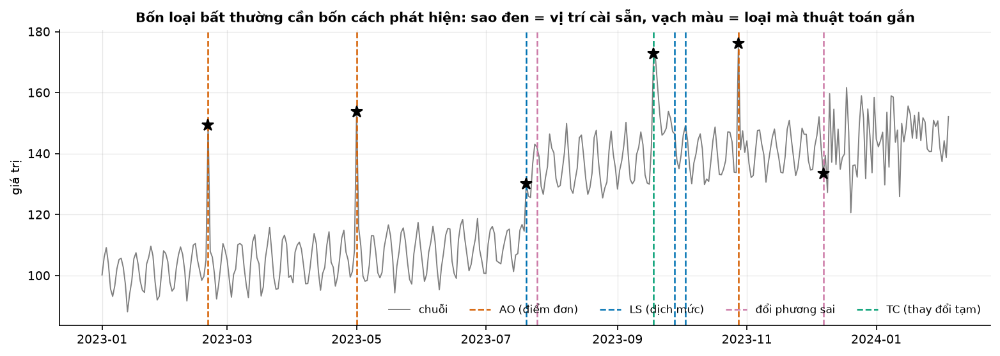 Bốn loại bất thường cần bốn cách phát hiện: sao đen = vị trí cài sẵn, vạch màu = loại mà thuật toán gắn
giá trị
180
160
140
120
100
chuỗi
AO (điểm đơn)
LS (dịch mức)
đổi phương sai
TC (thay đổi tạm)
2023-01
2023-03
2023-05
2023-07
2023-09
2023-11
2024-01